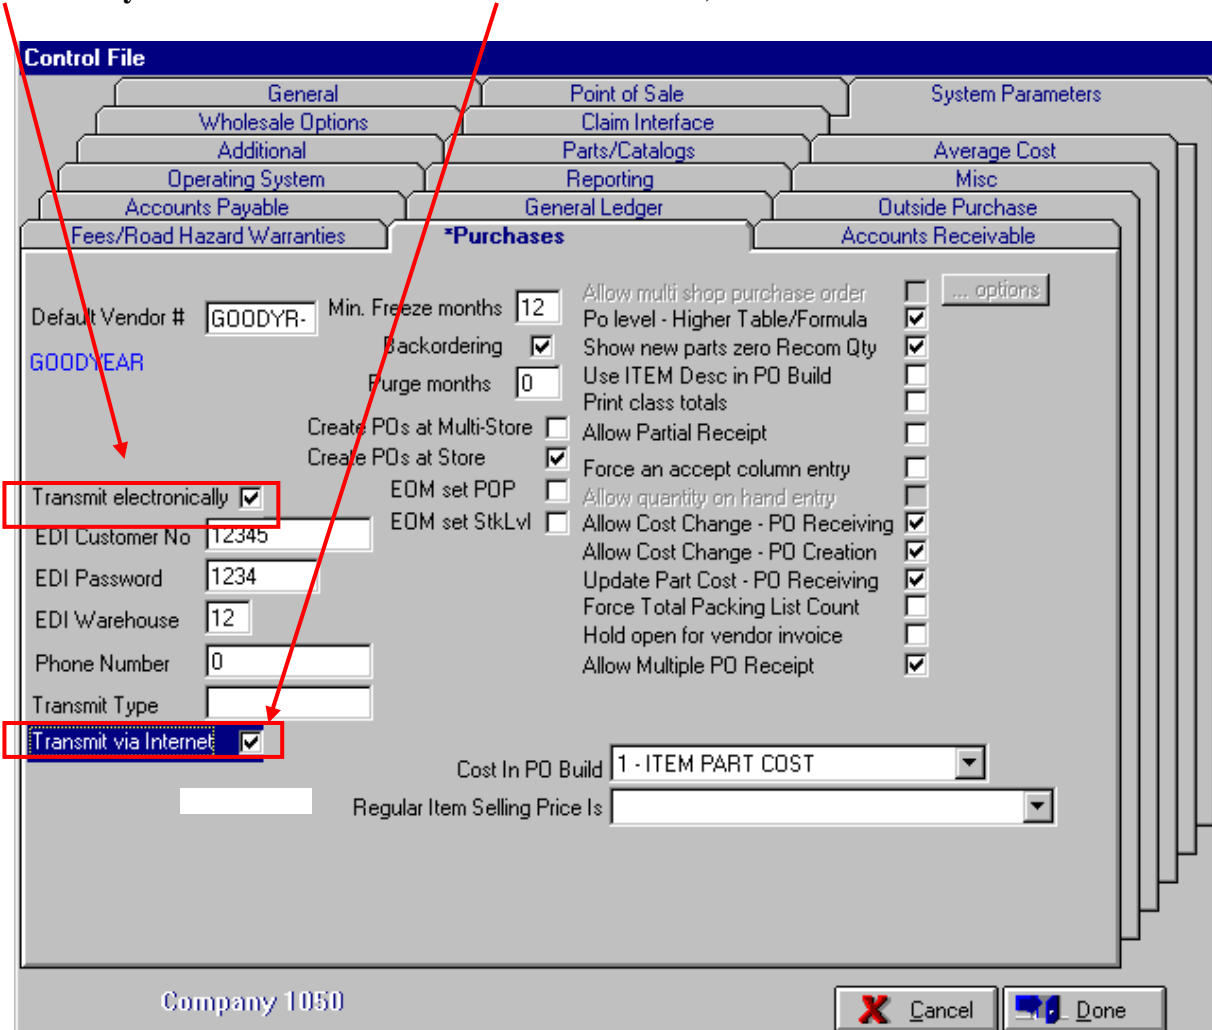 Control File
General Point of Sale System Parameters
Wholesale Options Claim Interface
Additional Parts/Catalogs Average Cost
Operating System Reporting Misc
Accounts Payable General Ledger Outside Purchase
Fees/Road Hazard Warranties *Purchases Accounts Receivable
Default Vendor # GOODYR-
GOODYEAR
Transmit electronically
EDI Customer No 12345
EDI Password 1234
EDI Warehouse 12
Phone Number 0
Transmit Type
Transmit via Internet
Min. Freeze months 12
Backordering
Purge months 0
Create POs at Multi-Store
Create POs at Store
EOM set POP
EOM set StkLvl
Allow multi shop purchase order ... options
Po level - Higher Table/Formula
Show new parts zero Recom Qty
Use ITEM Desc in PO Build
Print class totals
Allow Partial Receipt
Force an accept column entry
Allow quantity on hand entry
Allow Cost Change - PO Receiving
Allow Cost Change - PO Creation
Update Part Cost - PO Receiving
Force Total Packing List Count
Hold open for vendor invoice
Allow Multiple PO Receipt
Cost In PO Build 1 - ITEM PART COST
Regular Item Selling Price Is
Company 1050
Cancel Done